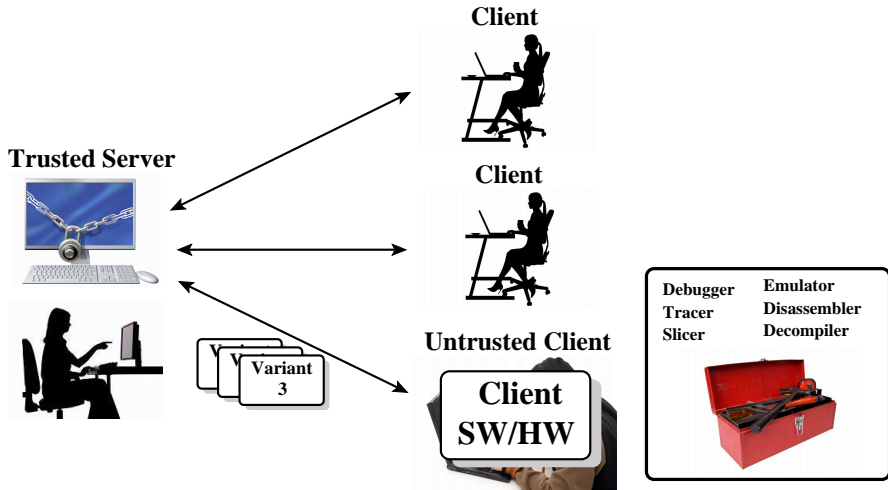 Client
Trusted Server
Client
Debugger
Tracer
Slicer
Emulator
Disassembler
Decompiler
Untrusted Client
Variant
3
Client
SW/HW